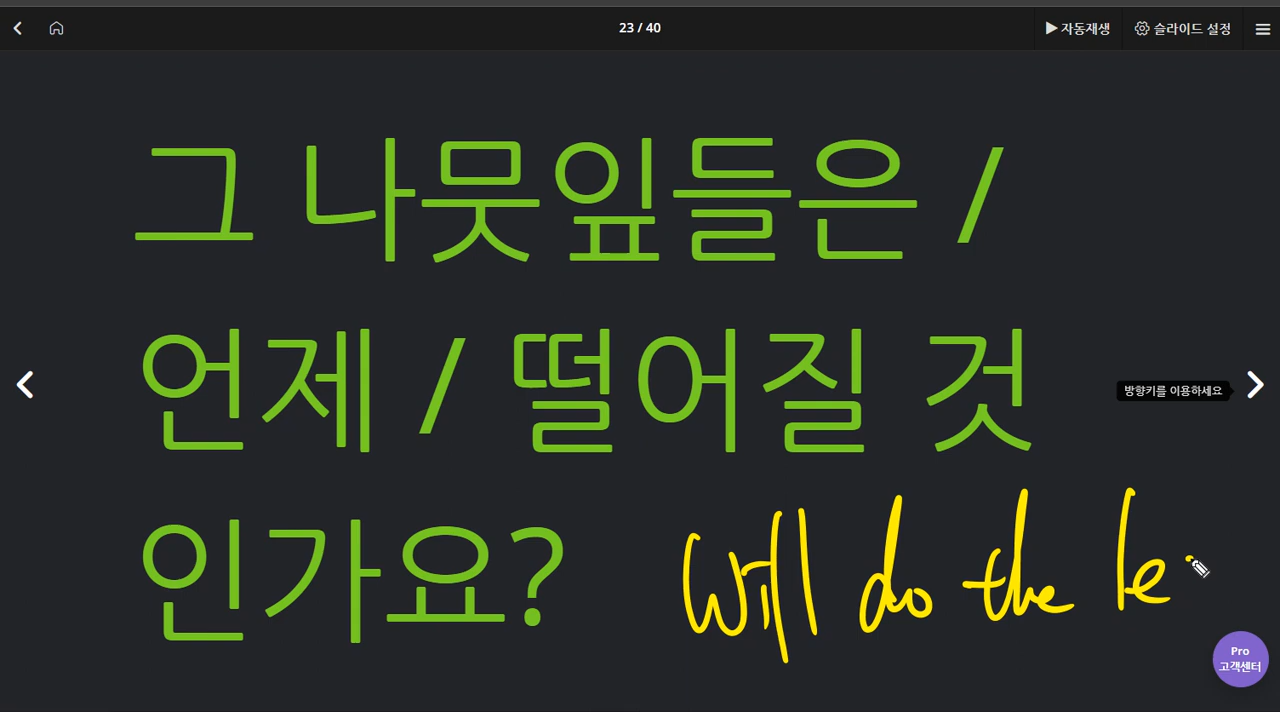 23 / 40
▶ 자동재생
슬라이드 설정
그 나뭇잎들은 /
언제 / 떨어질 것
방향키를 이용하세요
인가요?
Will do the le
Pro
고객센터